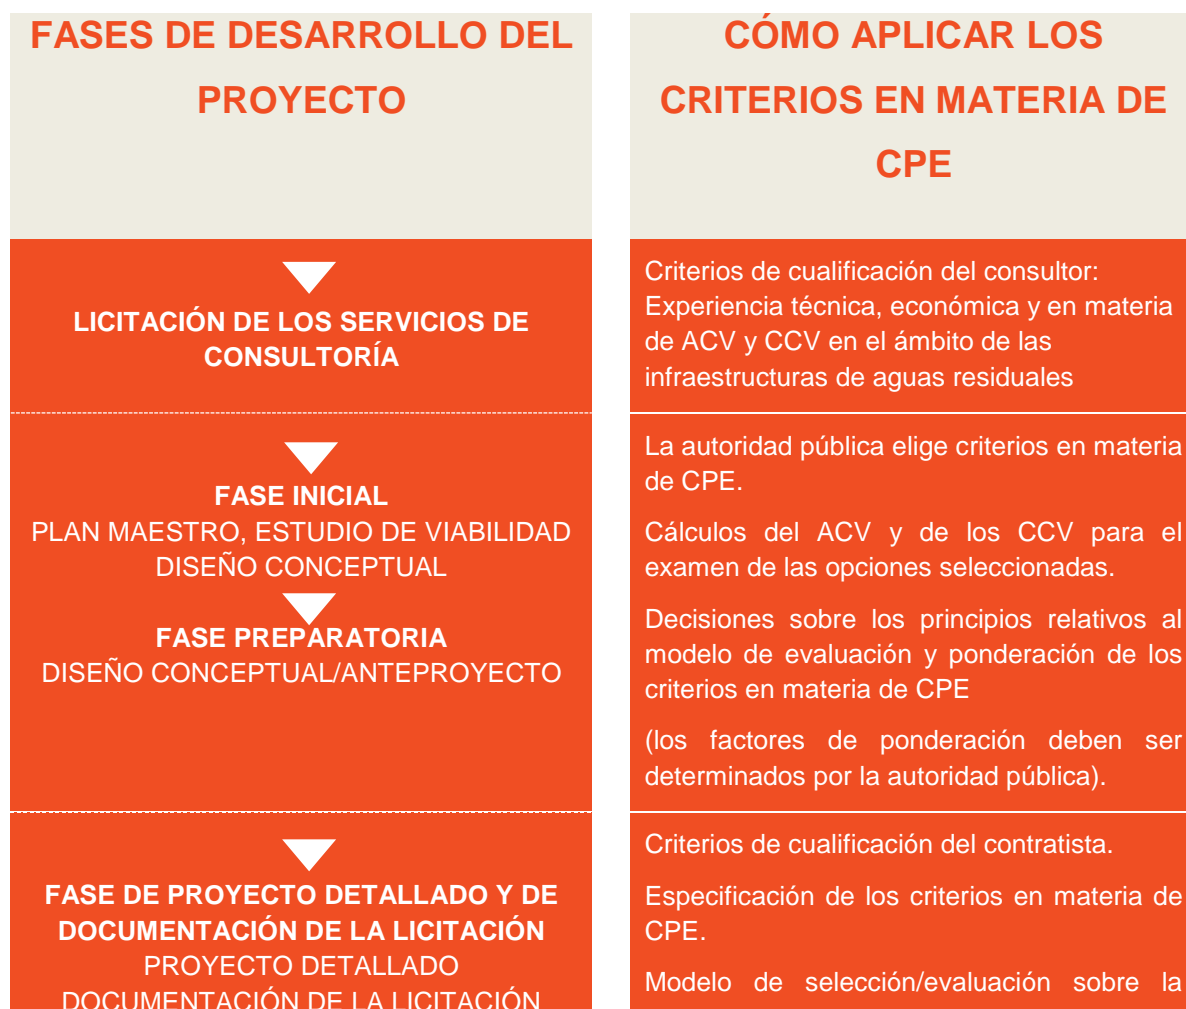 FASES DE DESARROLLO DEL
PROYECTO
CÓMO APLICAR LOS
CRITERIOS EN MATERIA DE
CPE
LICITACIÓN DE LOS SERVICIOS DE
CONSULTORÍA
Criterios de cualificación del consultor:
Experiencia técnica, económica y en materia
de ACV y CCV en el ámbito de las
infraestructuras de aguas residuales
FASE INICIAL
PLAN MAESTRO, ESTUDIO DE VIABILIDAD
DISEÑO CONCEPTUAL
FASE PREPARATORIA
DISEÑO CONCEPTUAL/ANTEPROYECTO
La autoridad pública elige criterios en materia
de CPE.
Cálculos del ACV y de los CCV para el
examen de las opciones seleccionadas.
Decisiones sobre los principios relativos al
modelo de evaluación y ponderación de los
criterios en materia de CPE
(los factores de ponderación deben ser
determinados por la autoridad pública).
FASE DE PROYECTO DETALLADO Y DE
DOCUMENTACIÓN DE LA LICITACIÓN
PROYECTO DETALLADO
DOCUMENTACIÓN DE LA LICITACIÓN
Criterios de cualificación del contratista.
Especificación de los criterios en materia de
CPE.
Modelo de selección/evaluación sobre la